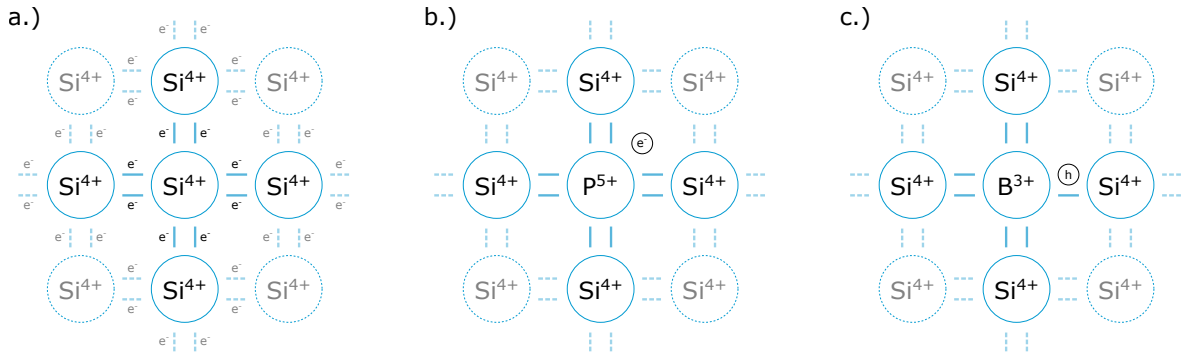 a.) b.) c.)
e⁻ e⁻
e⁻ e⁻
Si⁴⁺ Si⁴⁺ Si⁴⁺ Si⁴⁺ Si⁴⁺ Si⁴⁺ Si⁴⁺ Si⁴⁺ Si⁴⁺
e⁻ e⁻
e⁻ e⁻ e⁻ e⁻ e⁻ e⁻ e⁻
e⁻ e⁻ e⁻ e⁻ h
Si⁴⁺ Si⁴⁺ Si⁴⁺ Si⁴⁺ P⁵⁺ Si⁴⁺ Si⁴⁺ B³⁺ Si⁴⁺
e⁻ e⁻ e⁻ e⁻
e⁻ e⁻ e⁻ e⁻ e⁻ e⁻
e⁻ e⁻
Si⁴⁺ Si⁴⁺ Si⁴⁺ Si⁴⁺ Si⁴⁺ Si⁴⁺ Si⁴⁺ Si⁴⁺ Si⁴⁺
e⁻ e⁻
e⁻ e⁻